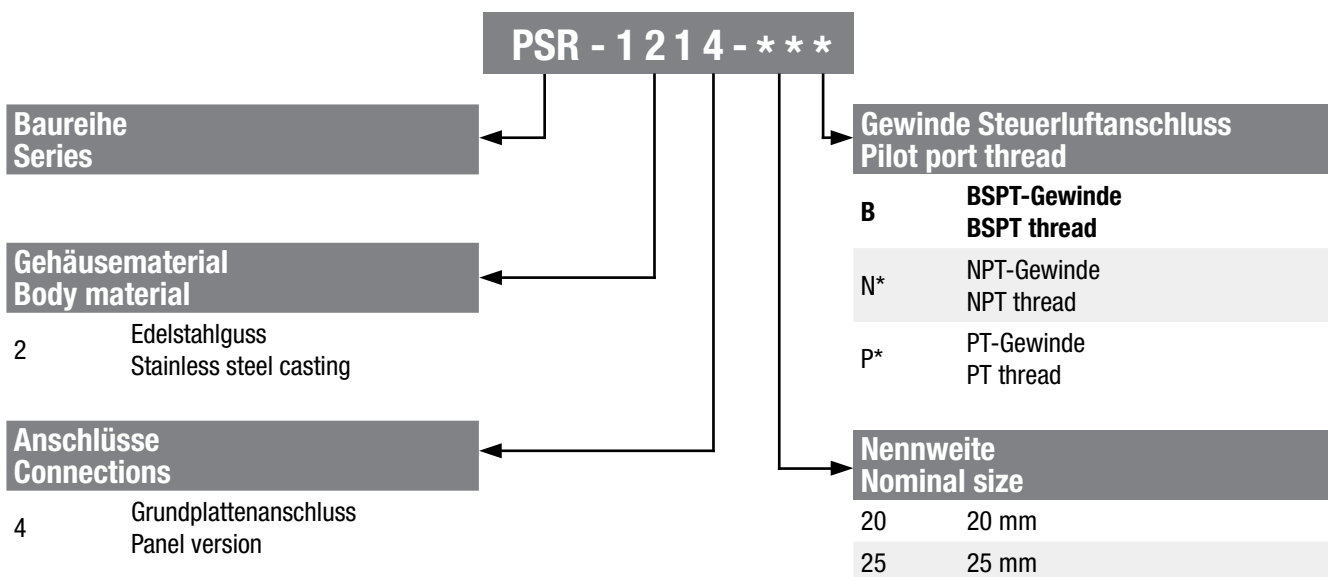 PSR - 1 2 1 4 - * * *
Baureihe
Series
Gehäusematerial
Body material
2
Edelstahlguss
Stainless steel casting
Anschlüsse
Connections
4
Grundplattenanschluss
Panel version
Gewinde Steuerluftanschluss
Pilot port thread
B
BSPT-Gewinde
BSPT thread
N*
NPT-Gewinde
NPT thread
P*
PT-Gewinde
PT thread
Nennweite
Nominal size
20 20 mm
25 25 mm